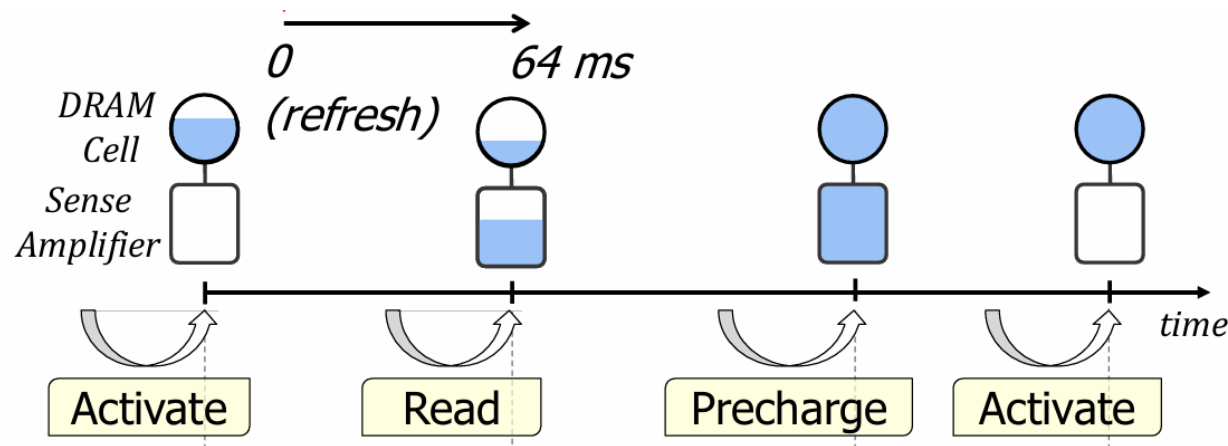 0
64 ms
DRAM
Cell
(refresh)
Sense
Amplifier
time
Activate
Read
Precharge
Activate